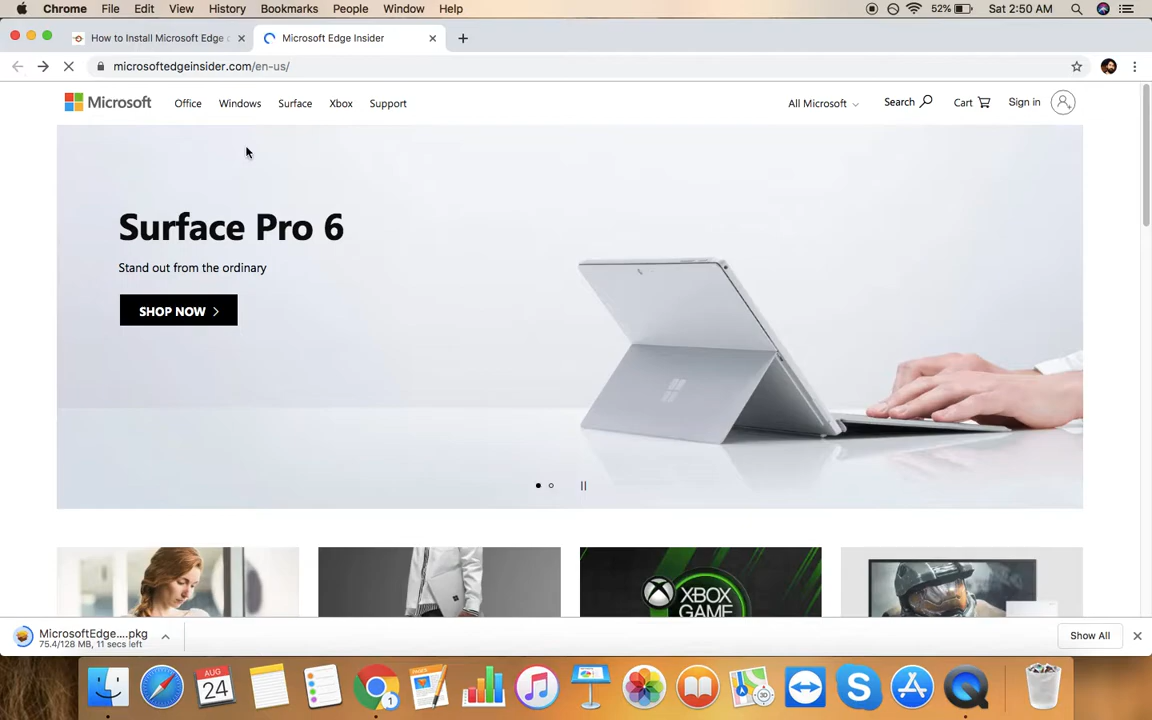 Chrome File Edit View History Bookmarks People Window Help 52% Sat 2:50 AM
How to Install Microsoft Edge Microsoft Edge Insider
microsoftedgeinsider.com/en-us/
Microsoft Office Windows Surface Xbox Support All Microsoft Search Cart Sign in
Surface Pro 6
Stand out from the ordinary
SHOP NOW
XBOX
GAME
MicrosoftEdge....pkg
75.4/128 MB, 11 secs left
Show All
AUG
24
1
3D